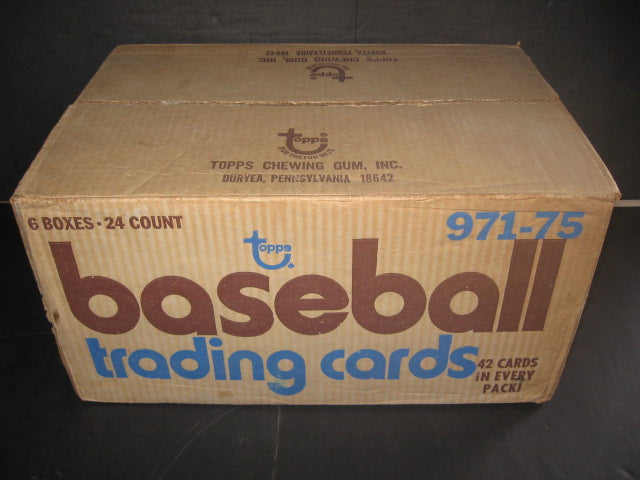 DURYEA, PENNSYLVANIA 18642
TOPPS CHEWING GUM, INC.
topps
topps
TOPPS CHEWING GUM, INC.
DURYEA, PENNSYLVANIA 18642
6 BOXES · 24 COUNT
971-75
topps
baseball
trading cards
42 CARDS
IN EVERY
PACK!